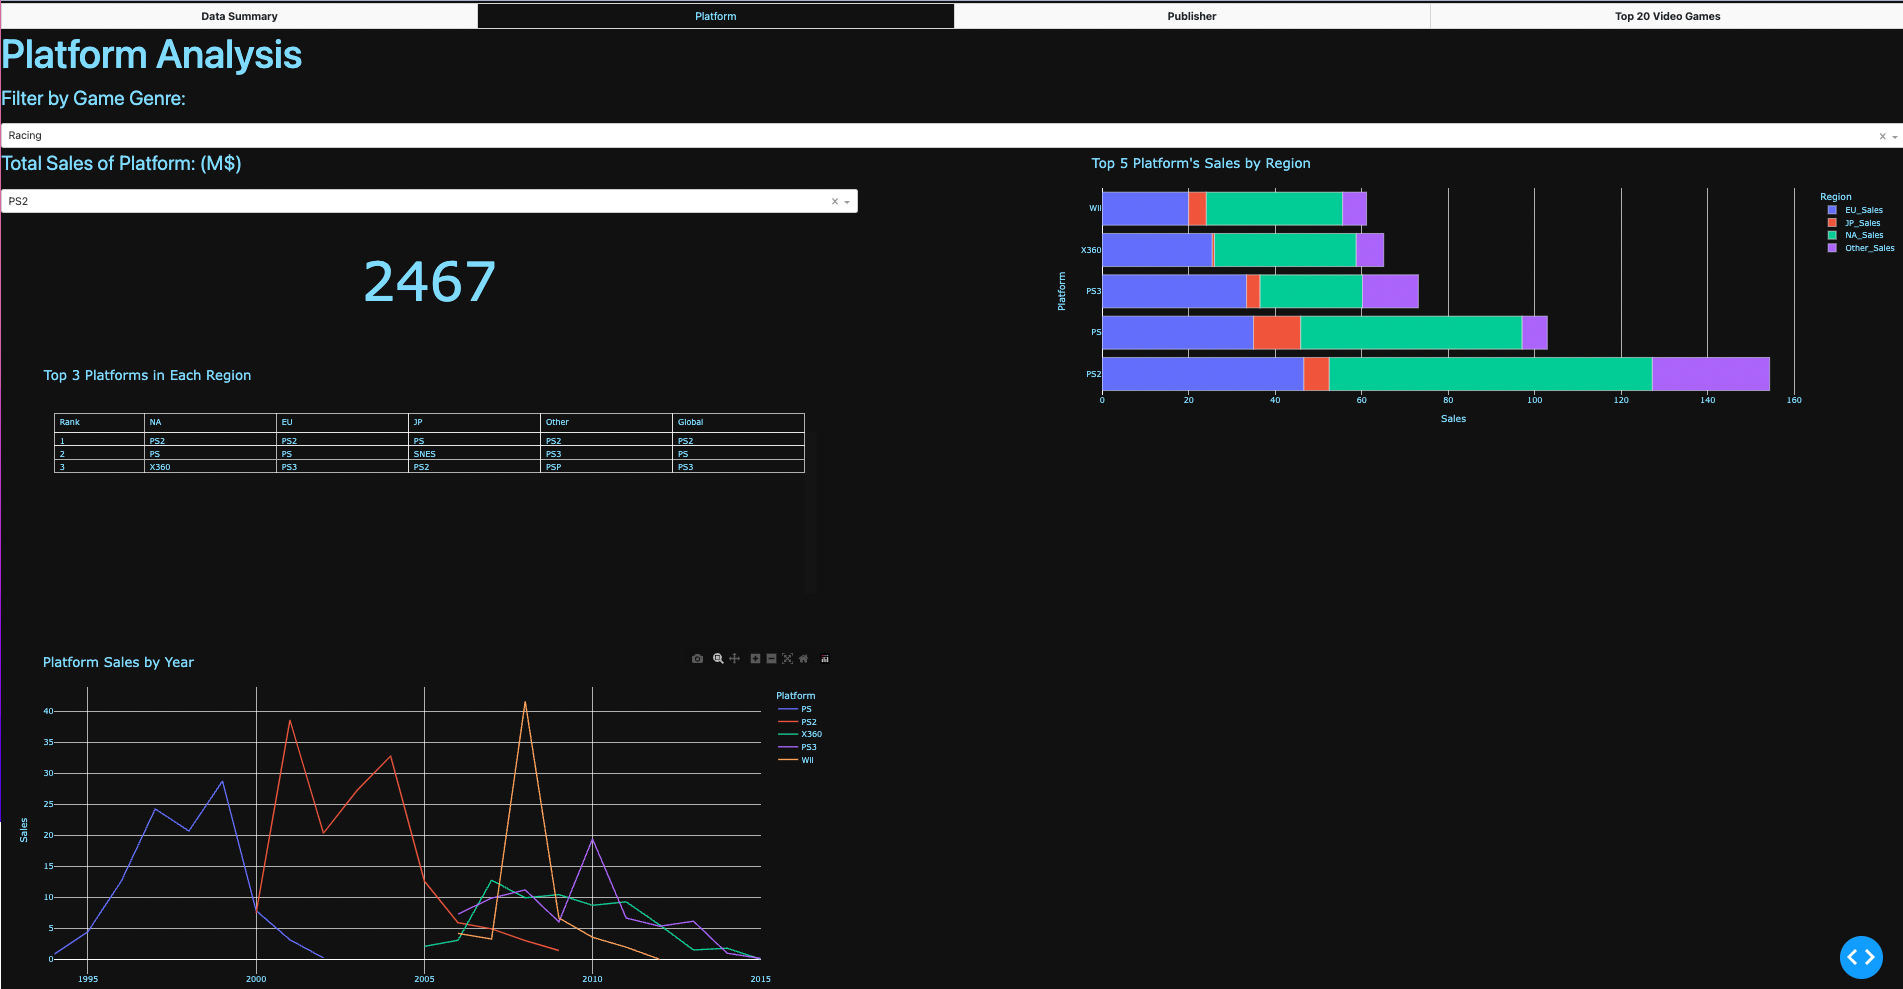 Data Summary
Platform
Publisher
Top 20 Video Games
Platform Analysis
Filter by Game Genre:
Racing
Total Sales of Platform: (M$)
PS2
2467
Top 3 Platforms in Each Region
Rank NA EU JP Other Global
1 PS2 PS2 PS PS2 PS2
2 PS PS SNES PS3 PS
3 X360 PS3 PS2 PSP PS3
Top 5 Platform's Sales by Region
Platform
WII
X360
PS3
PS
PS2
0 20 40 60 80 100 120 140 160
Sales
Region
EU_Sales
JP_Sales
NA_Sales
Other_Sales
Platform Sales by Year
Sales
40
35
30
25
20
15
10
5
0
1995 2000 2005 2010 2015
Platform
PS
PS2
X360
PS3
WII